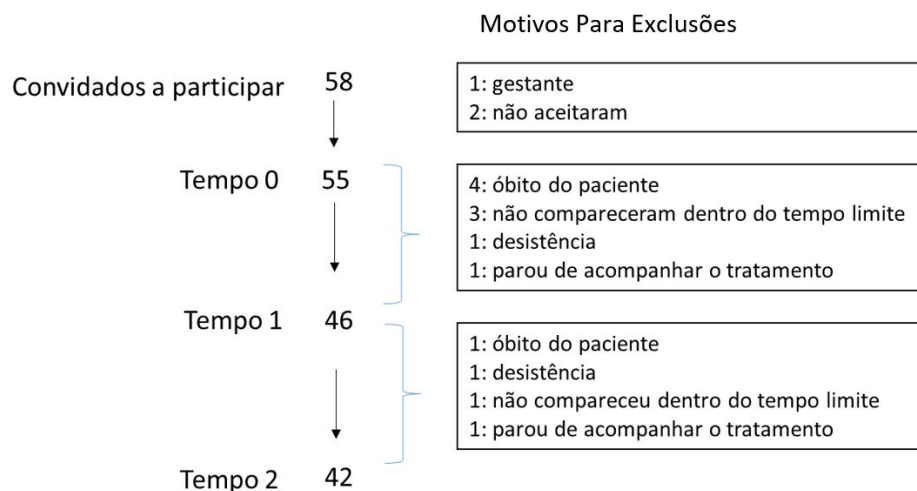 Motivos Para Exclusões
Convidados a participar 58
1: gestante
2: não aceitaram
Tempo 0 55
4: óbito do paciente
3: não compareceram dentro do tempo limite
1: desistência
1: parou de acompanhar o tratamento
Tempo 1 46
1: óbito do paciente
1: desistência
1: não compareceu dentro do tempo limite
1: parou de acompanhar o tratamento
Tempo 2 42